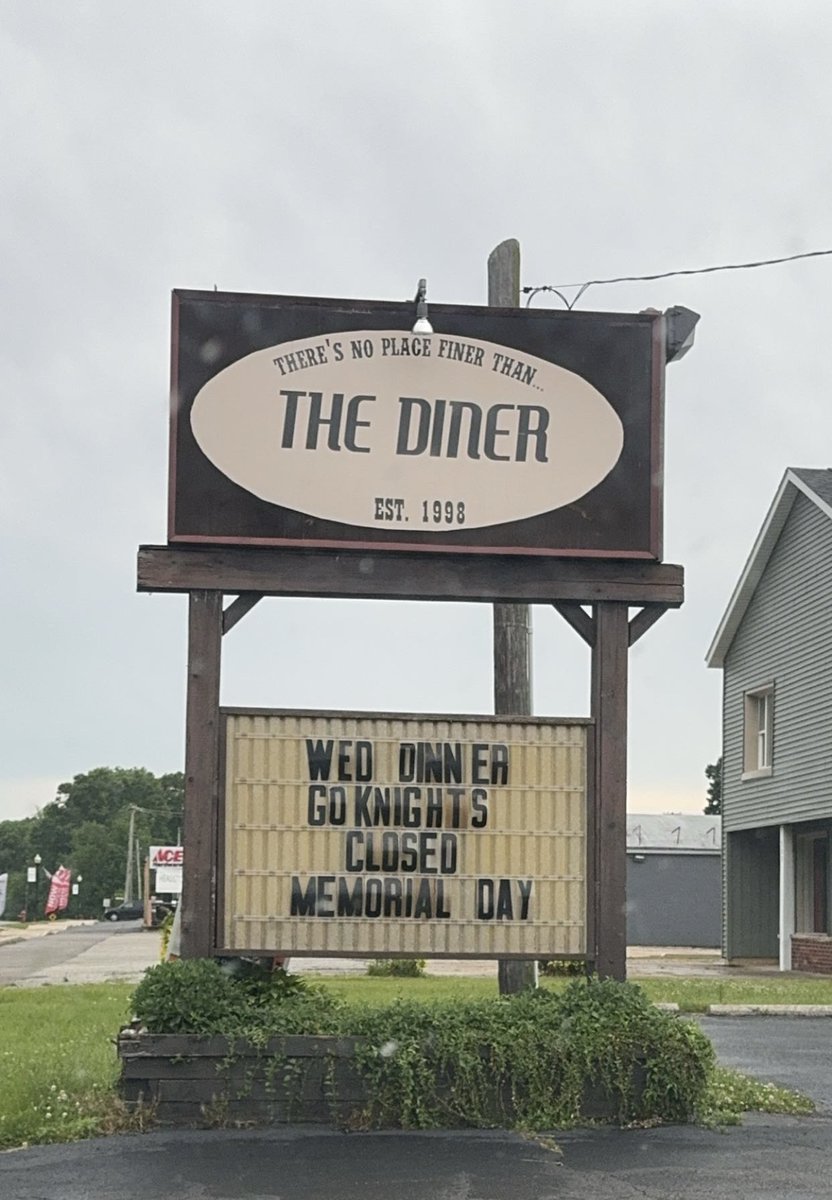 THERE'S NO PLACE FINER THAN...
THE DINER
EST. 1998
WED DINNER
GO KNIGHTS
CLOSED
MEMORIAL DAY
ACE